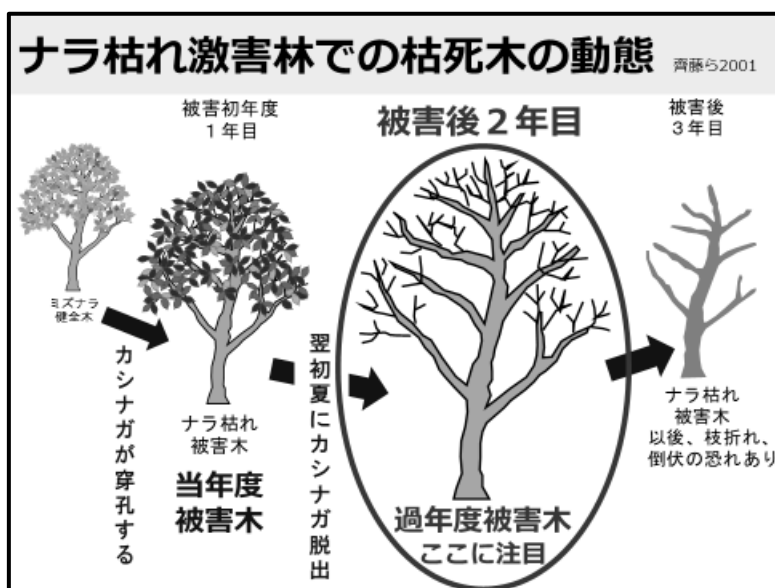 ナラ枯れ激害林での枯死木の動態 齊藤ら2001
被害初年度
1年目
被害後２年目
被害後
3年目
ミズナラ
健全木
カシナガが穿孔する
ナラ枯れ
被害木
当年度
被害木
翌初夏にカシナガ脱出
過年度被害木
ここに注目
ナラ枯れ
被害木
以後、枝折れ、
倒伏の恐れあり